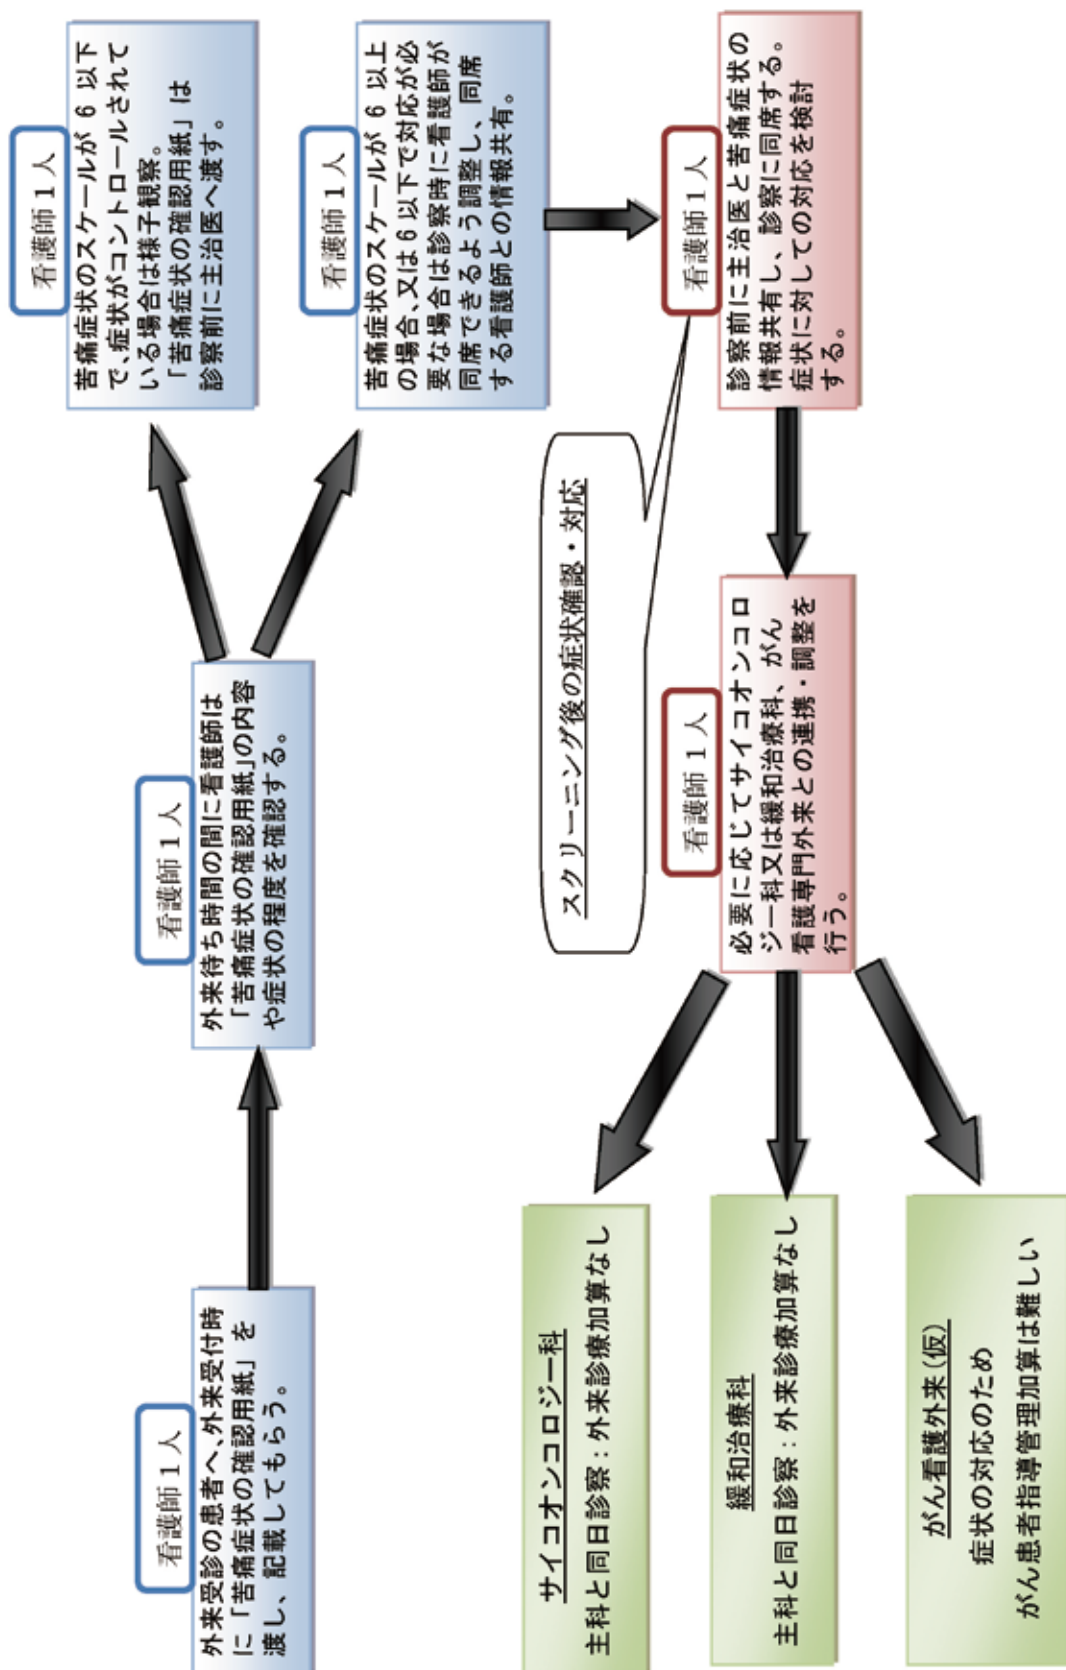 看護師1人
外来受診の患者へ、外来受付時
に「苦痛症状の確認用紙」を
渡し、記載してもらう。
看護師1人
外来待ち時間の間に看護師は
「苦痛症状の確認用紙」の内容
や症状の程度を確認する。
看護師1人
苦痛症状のスケールが 6 以下
で、症状がコントロールされて
いる場合は様子観察。
「苦痛症状の確認用紙」は
診察前に主治医へ渡す。
看護師1人
苦痛症状のスケールが 6 以上
の場合、又は6以下で対応が必
要な場合は診察時に看護師が
同席できるよう調整し、同席
する看護師との情報共有。
スクリーニング後の症状確認・対応
看護師1人
診察前に主治医と苦痛症状の
情報共有し、診察に同席する。
症状に対しての対応を検討
する。
看護師1人
必要に応じてサイコオンコロ
ジー科又は緩和治療科、がん
看護専門外来との連携・調整を
行う。
サイコオンコロジー科
主科と同日診察：外来診療加算なし
緩和治療科
主科と同日診察：外来診療加算なし
がん看護外来(仮)
症状の対応のため
がん患者指導管理加算は難しい